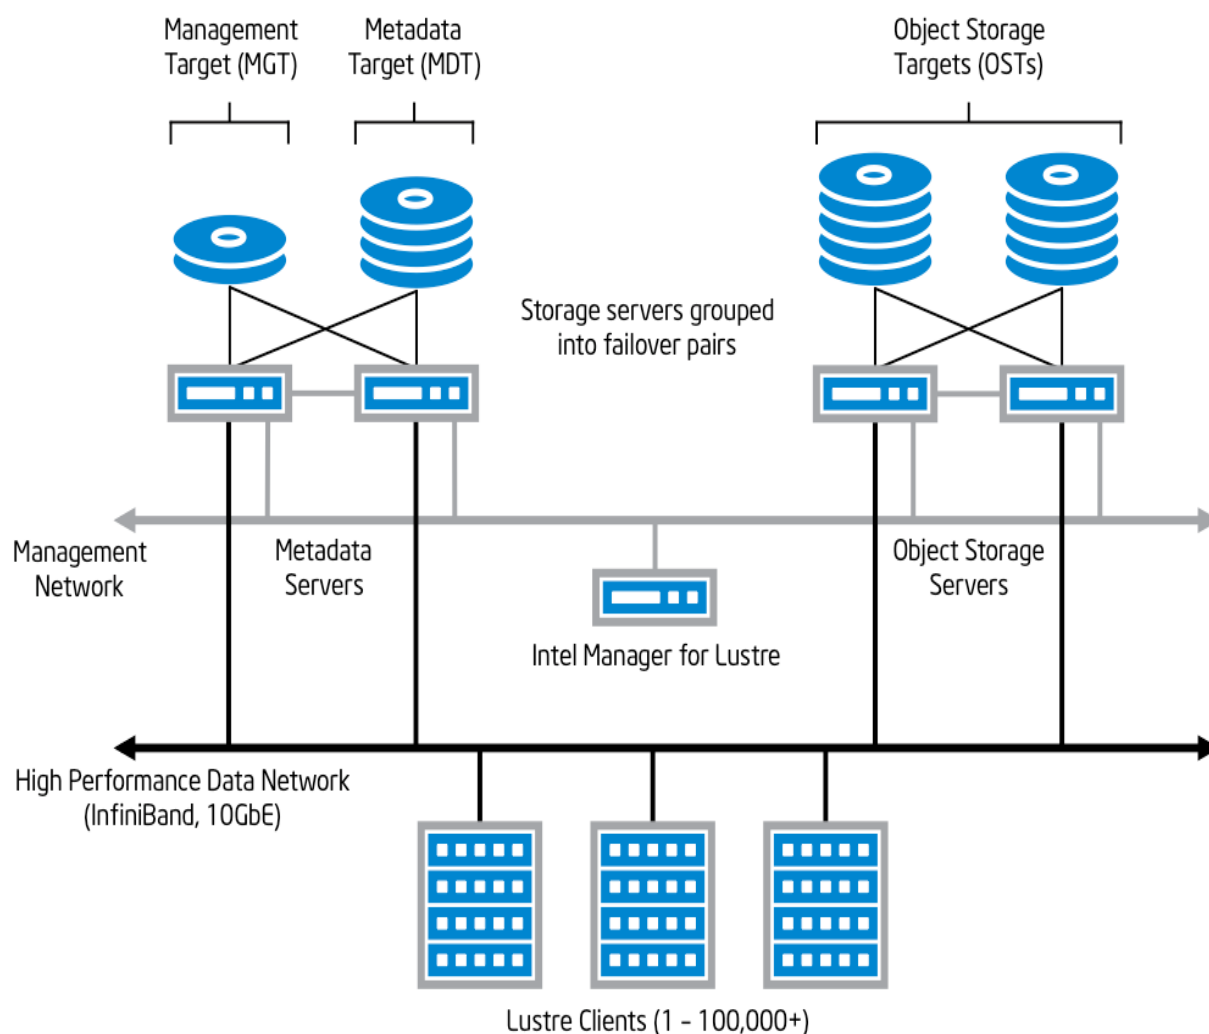 Management
Target (MGT)
Metadata
Target (MDT)
Object Storage
Targets (OSTs)
Storage servers grouped
into failover pairs
Management
Network
Metadata
Servers
Object Storage
Servers
Intel Manager for Lustre
High Performance Data Network
(InfiniBand, 10GbE)
Lustre Clients (1 – 100,000+)